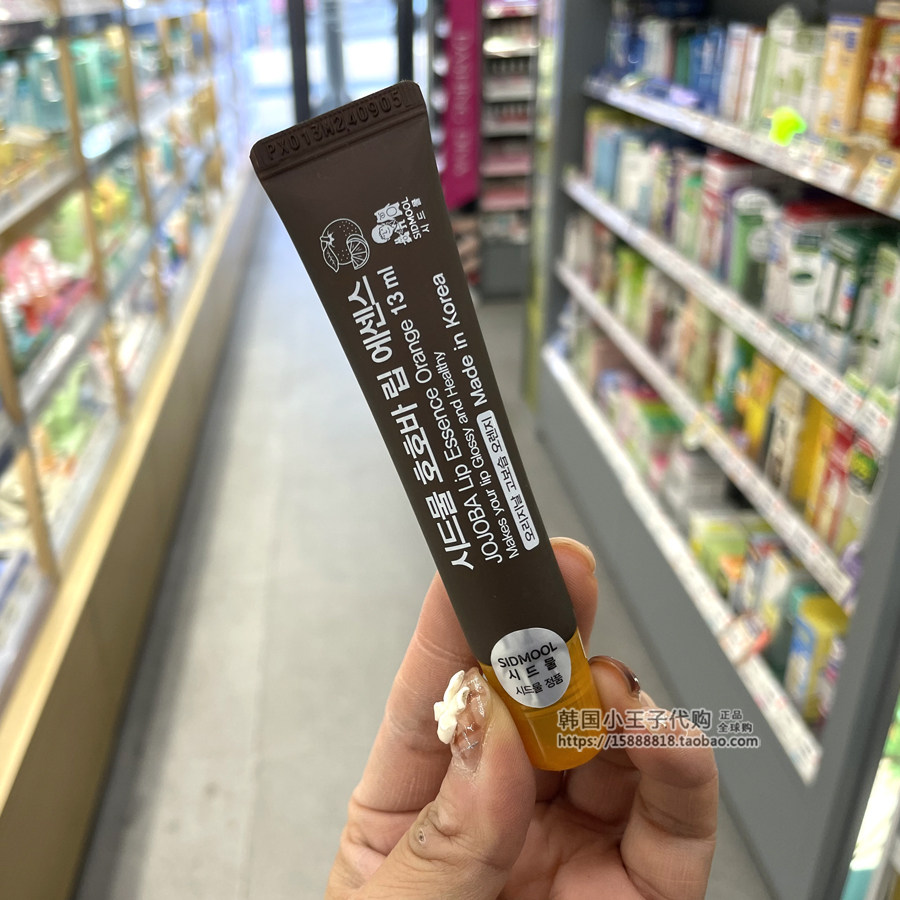 PX013M240905
SIDMOOL
시드물
시드물 호호바 립 에센스
JOJOBA Lip Essence Orange 13 ml
Makes your lip Glossy and Healthy Made in Korea
오리지날 고보습 오렌지
SIDMOOL
시드물
시드물 정품
韩国小王子代购 正品 全球购
https://15888818.taobao.com